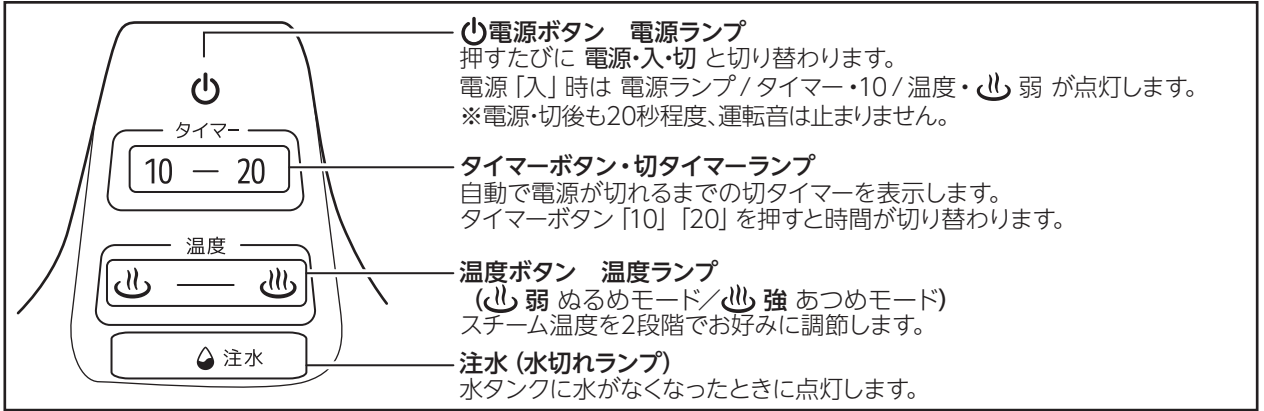 電源ボタン　電源ランプ
押すたびに 電源・入・切 と切り替わります。
電源「入」時は 電源ランプ / タイマー・10 / 温度・ 弱 が点灯します。
※電源・切後も20秒程度、運転音は止まりません。
タイマー
10 — 20
タイマーボタン・切タイマーランプ
自動で電源が切れるまでの切タイマーを表示します。
タイマーボタン「10」「20」を押すと時間が切り替わります。
温度
温度ボタン　温度ランプ
( 弱 ぬるめモード／ 強 あつめモード)
スチーム温度を2段階でお好みに調節します。
注水
注水 (水切れランプ)
水タンクに水がなくなったときに点灯します。